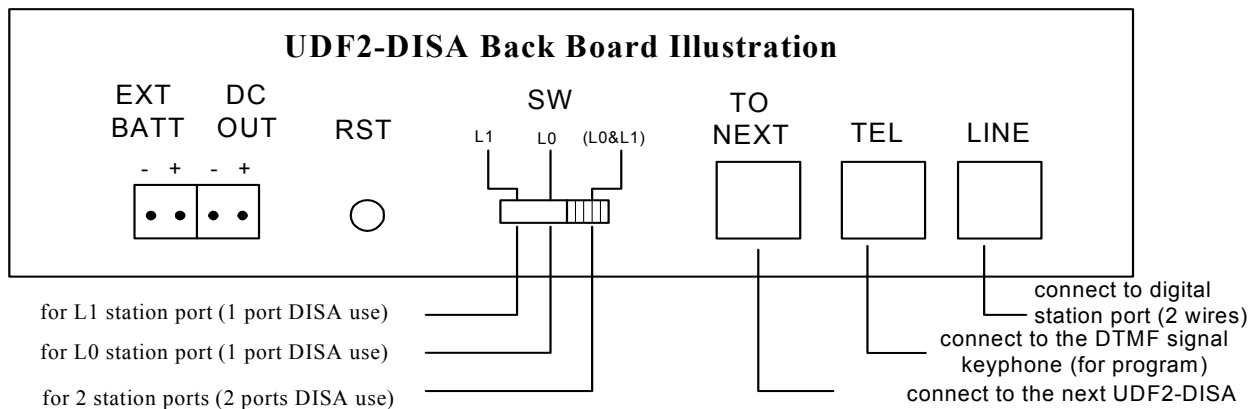 UDF2-DISA Back Board Illustration
EXT
BATT
DC
OUT
- + - +
RST
SW
L1 L0 (L0&L1)
TO
NEXT
TEL
LINE
for L1 station port (1 port DISA use)
for L0 station port (1 port DISA use)
for 2 station ports (2 ports DISA use)
connect to digital
station port (2 wires)
connect to the DTMF signal
keyphone (for program)
connect to the next UDF2-DISA